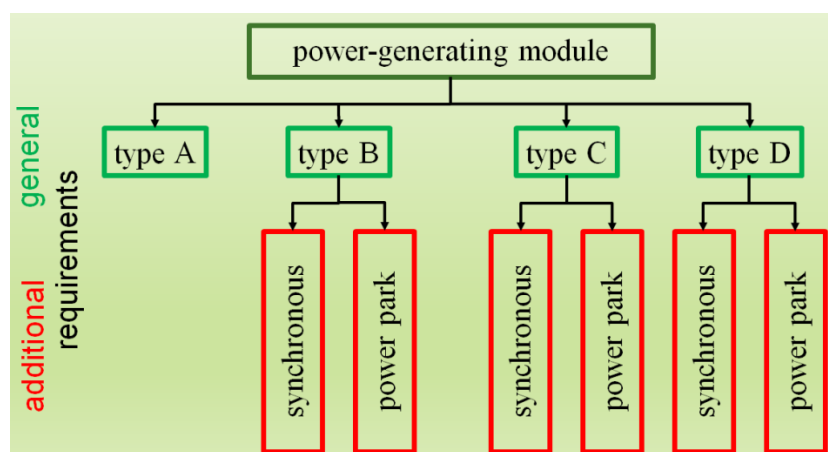 power-generating module
general
type A
type B
type C
type D
requirements
additional
synchronous
power park
synchronous
power park
synchronous
power park